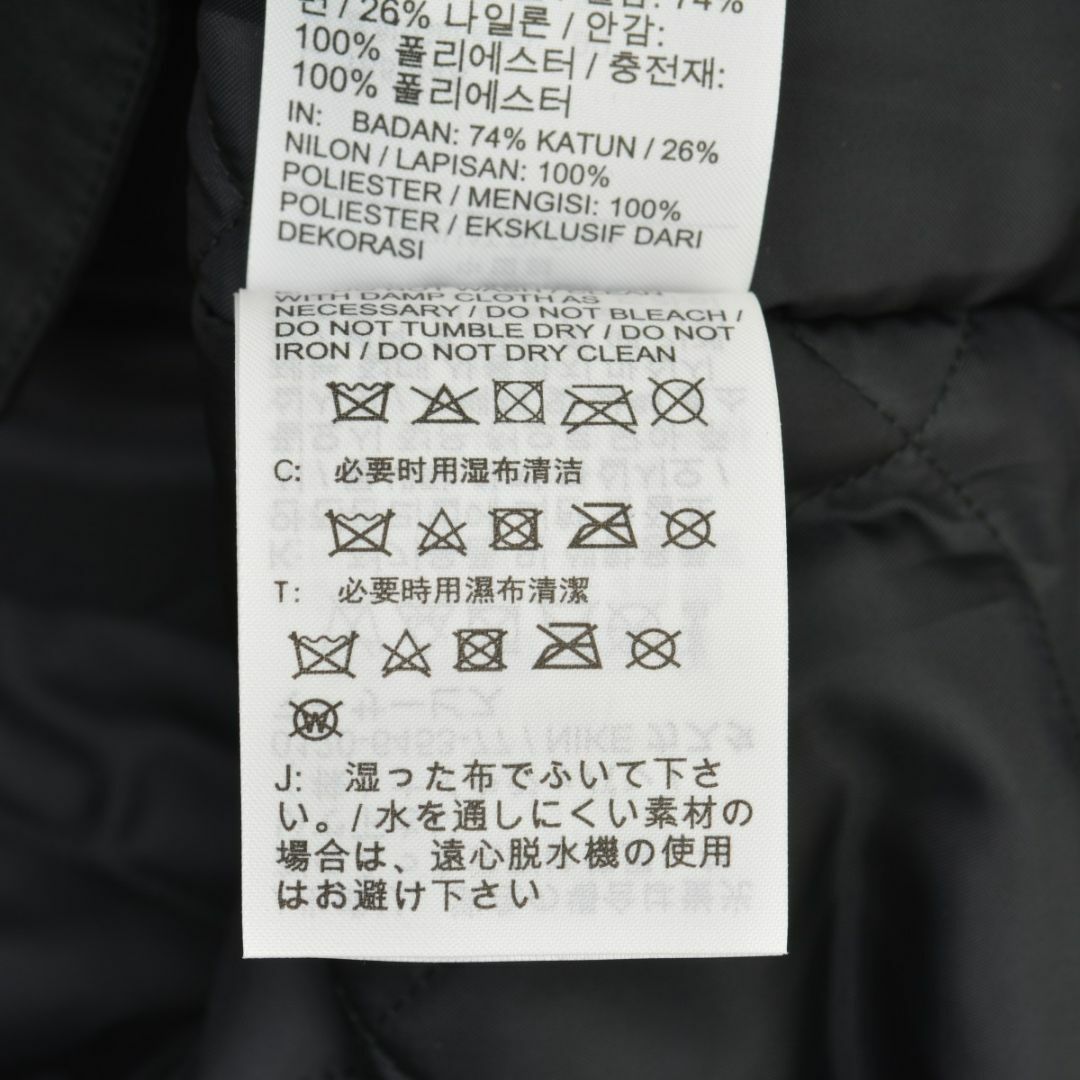 26% 나일론 / 안감:
100% 폴리에스터 / 충전재:
100% 폴리에스터
IN: BADAN: 74% KATUN / 26%
NILON / LAPISAN: 100%
POLIESTER / MENGISI: 100%
POLIESTER / EKSKLUSIF DARI
DEKORASI
WITH DAMP CLOTH AS
NECESSARY / DO NOT BLEACH /
DO NOT TUMBLE DRY / DO NOT
IRON / DO NOT DRY CLEAN
C: 必要时用湿布清洁
T: 必要時用濕布清潔
W
J: 湿った布でふいて下さ
い。/ 水を通しにくい素材の
場合は、遠心脱水機の使用
はお避け下さい